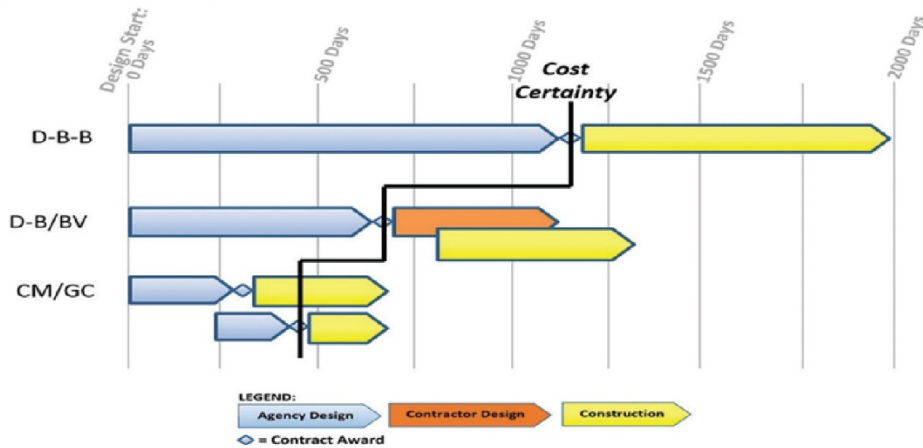 Design Start:
0 Days
500 Days
1000 Days
1500 Days
2000 Days
Cost
Certainty
D-B-B
D-B/BV
CM/GC
LEGEND:
Agency Design
Contractor Design
Construction
= Contract Award